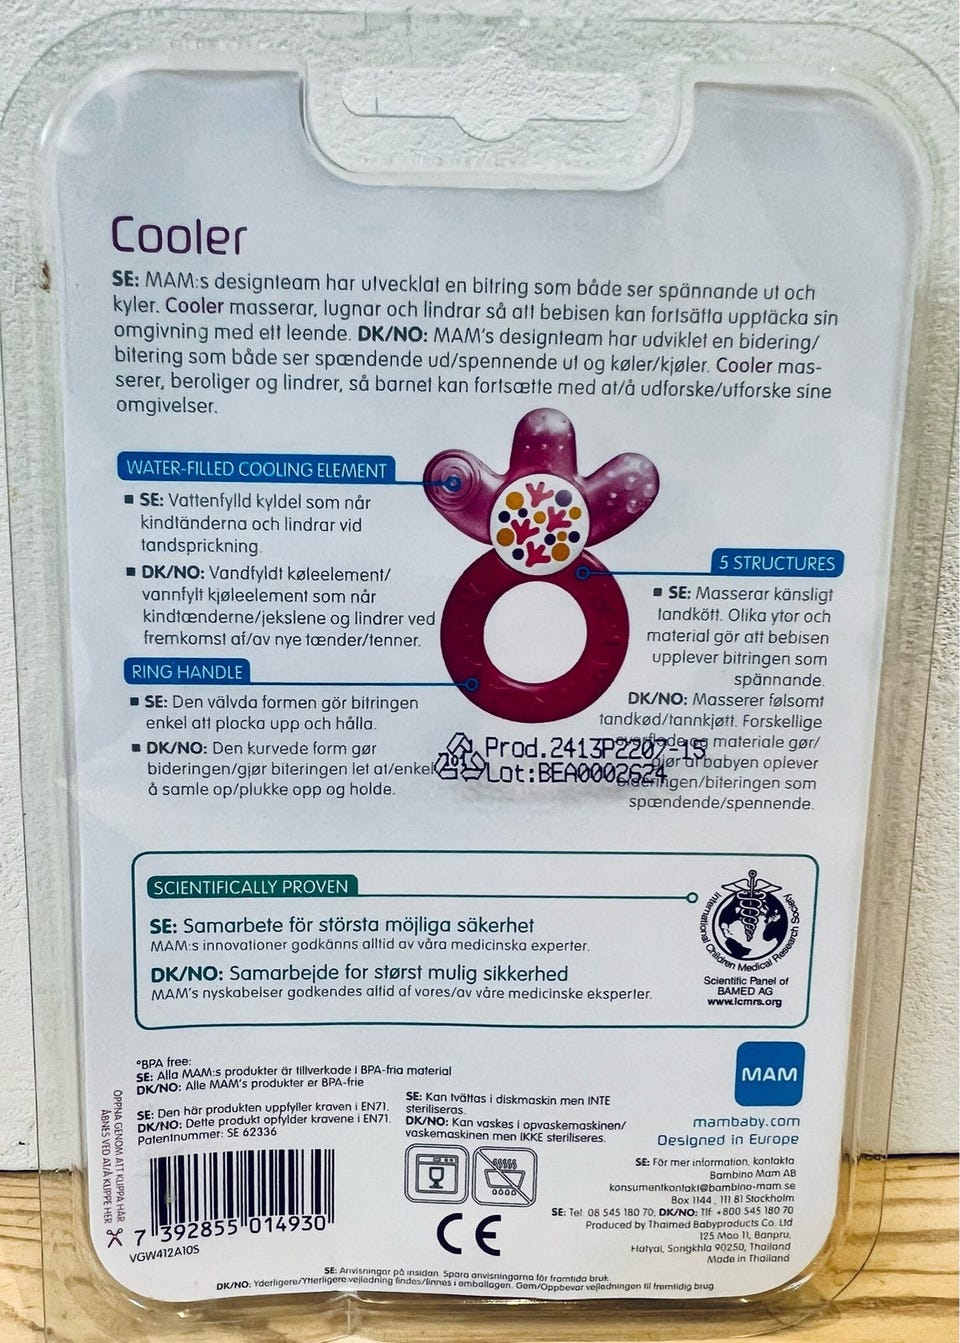 Cooler
SE: MAM:s designteam har utvecklat en bitring som både ser spännande ut och
kyler. Cooler masserar, lugnar och lindrar så att bebisen kan fortsätta upptäcka sin
omgivning med ett leende. DK/NO: MAM's designteam har udviklet en bidering/
bitering som både ser spændende ud/spennende ut og køler/kjøler. Cooler mas-
serer, beroliger og lindrer, så barnet kan fortsætte med at/å udforske/utforske sine
omgivelser.
WATER-FILLED COOLING ELEMENT
SE: Vattenfylld kyldel som når
kindtänderna och lindrar vid
tandsprickning.
DK/NO: Vandfyldt køleelement/
vannfylt kjøleelement som når
kindtænderne/jekslene og lindrer ved
fremkomst af/av nye tænder/tenner.
RING HANDLE
SE: Den välvda formen gör bitringen
enkel att plocka upp och hålla.
DK/NO: Den kurvede form gør
bideringen/gjør biteringen let at/enkel
å samle op/plukke opp og holde.
5 STRUCTURES
SE: Masserar känsligt
tandkött. Olika ytor och
material gör att bebisen
upplever bitringen som
spännande.
DK/NO: Masserer følsomt
tandkød/tannkjøtt. Forskellige
overflade og materiale gør/
gjør at babyen oplever
bideringen/biteringen som
spændende/spennende.
Prod.2413P2207-15
Lot:BEA0002624
SCIENTIFICALLY PROVEN
SE: Samarbete för största möjliga säkerhet
MAM:s innovationer godkänns alltid av våra medicinska experter.
DK/NO: Samarbejde for størst mulig sikkerhed
MAM's nyskabelser godkendes altid af vores/av våre medicinske eksperter.
International Children Medical Research Society
Scientific Panel of
BAMED AG
www.icmrs.org
°BPA free:
SE: Alla MAM:s produkter är tillverkade i BPA-fria material
DK/NO: Alle MAM's produkter er BPA-frie
SE: Den här produkten uppfyller kraven i EN71.
DK/NO: Dette produkt opfylder kravene i EN71.
Patentnummer: SE 62336
SE: Kan tvättas i diskmaskin men INTE
steriliseras.
DK/NO: Kan vaskes i opvaskemaskinen/
vaskemaskinen men IKKE steriliseres.
MAM
mambaby.com
Designed in Europe
SE: För mer information, kontakta
Bambino Mam AB
konsumentkontakt@bambino-mam.se
Box 1144, 111 81 Stockholm
SE: Tel: 08 545 180 70, DK/NO: Tlf: +800 545 180 70
Produced by Thaimed Babyproducts Co. Ltd
125 Moo 11, Banpru,
Hatyai, Songkhla 90250, Thailand
Made in Thailand
ÖPPNA GENOM ATT KLIPPA HÄR
ÅBNES VED AT/Å KLIPPE HER
7 392855 014930
VGW412A10S
CE
SE: Anvisningar på insidan. Spara anvisningarna för framtida bruk.
DK/NO: Yderligere/Ytterligere vejledning findes/finnes i emballagen. Gem/Oppbevar vejledningen til fremtidig brug